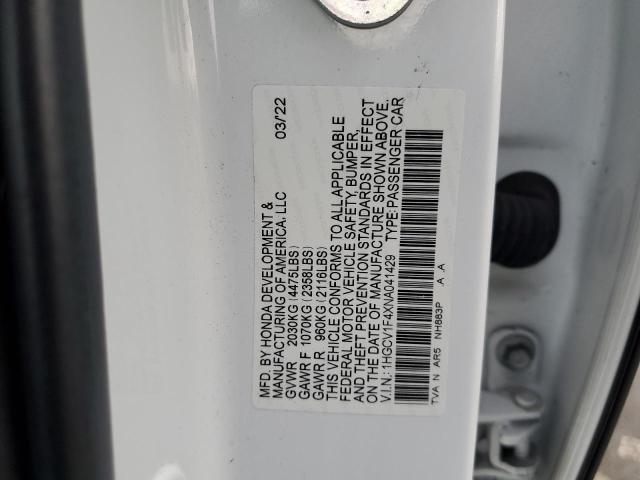 MFD. BY HONDA DEVELOPMENT &
MANUFACTURING OF AMERICA, LLC 03/22
GVWR 2030KG(4475LBS)
GAWR F 1070KG(2358LBS)
GAWR R 960KG(2116LBS)
THIS VEHICLE CONFORMS TO ALL APPLICABLE
FEDERAL MOTOR VEHICLE SAFETY, BUMPER,
AND THEFT PREVENTION STANDARDS IN EFFECT
ON THE DATE OF MANUFACTURE SHOWN ABOVE.
V.I.N.:1HGCV1F4XNA041429 TYPE:PASSENGER CAR
TVA N AR5 NH883P A .A